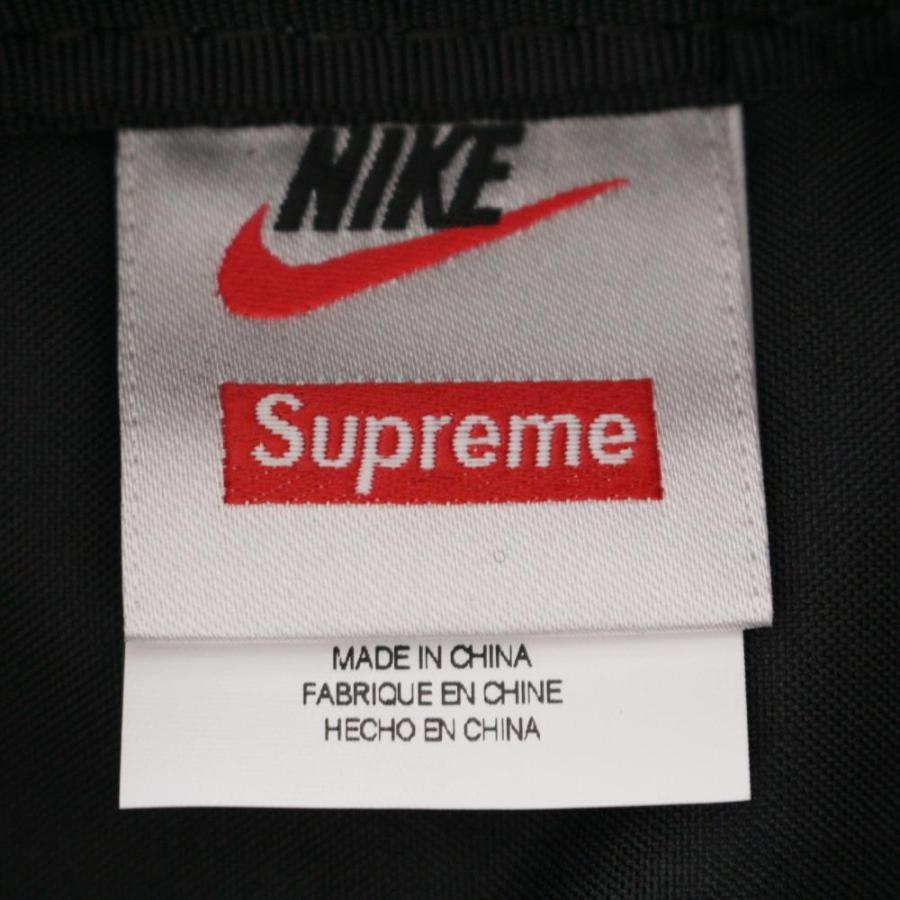 NIKE
Supreme
MADE IN CHINA
FABRIQUE EN CHINE
HECHO EN CHINA